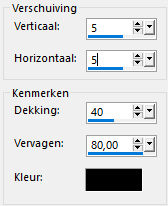 Verschuiving
Verticaal: 5
Horizontaal: 5
Kenmerken
Dekking: 40
Vervagen: 80,00
Kleur: